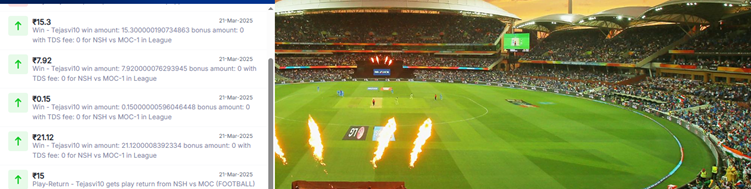 ₹15.3
21-Mar-2025
Win - Tejasvi10 win amount: 15.300000190734863 bonus amount: 0
with TDS fee: 0 for NSH vs MOC-1 in League
₹7.92
21-Mar-2025
Win - Tejasvi10 win amount: 7.920000076293945 bonus amount: 0 with
TDS fee: 0 for NSH vs MOC-1 in League
₹0.15
21-Mar-2025
Win - Tejasvi10 win amount: 0.15000000596046448 bonus amount: 0
with TDS fee: 0 for NSH vs MOC-1 in League
₹21.12
21-Mar-2025
Win - Tejasvi10 win amount: 21.1200008392334 bonus amount: 0 with
TDS fee: 0 for NSH vs MOC-1 in League
₹15
21-Mar-2025
Play-Return - Tejasvi10 gets play return from NSH vs MOC (FOOTBALL)